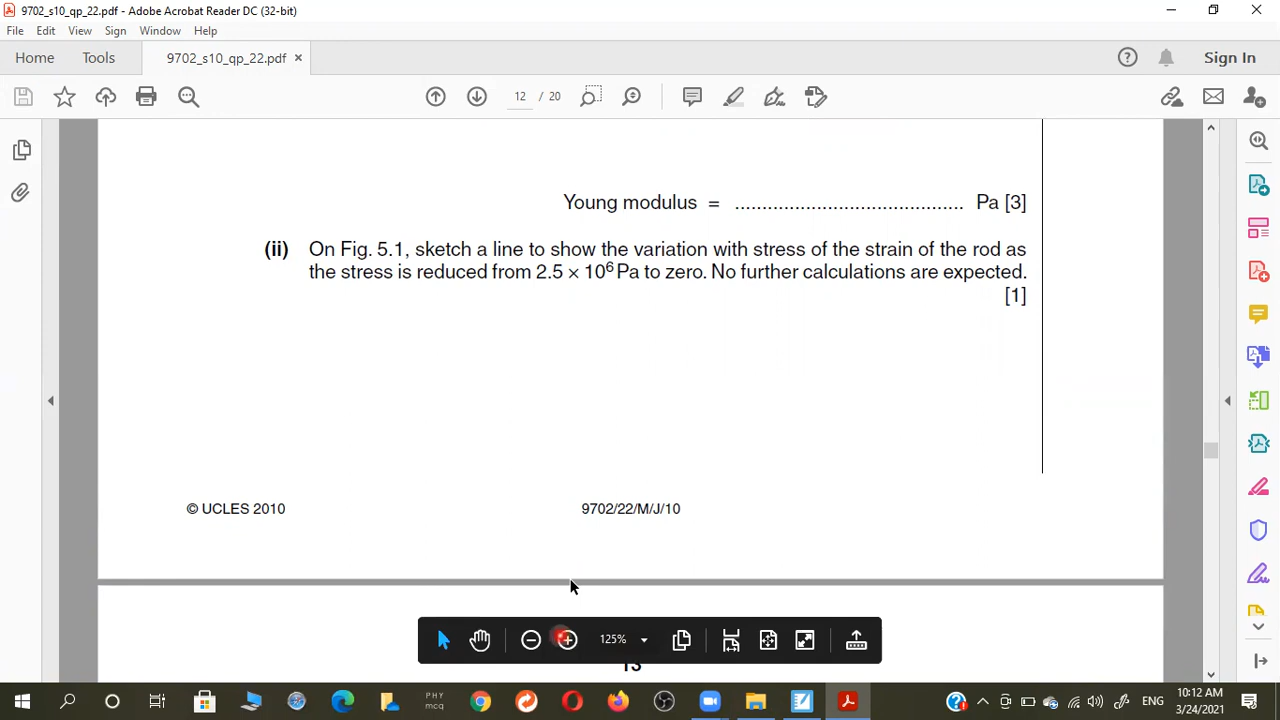 9702_s10_qp_22.pdf - Adobe Acrobat Reader DC (32-bit)
File Edit View Sign Window Help
Home Tools 9702_s10_qp_22.pdf × Sign In
12 / 20
Young modulus = .......................................... Pa [3]
(ii) On Fig. 5.1, sketch a line to show the variation with stress of the strain of the rod as
the stress is reduced from 2.5 × 10⁶ Pa to zero. No further calculations are expected.
[1]
© UCLES 2010 9702/22/M/J/10
125%
13
PHY
mcq
ENG
10:12 AM
3/24/2021